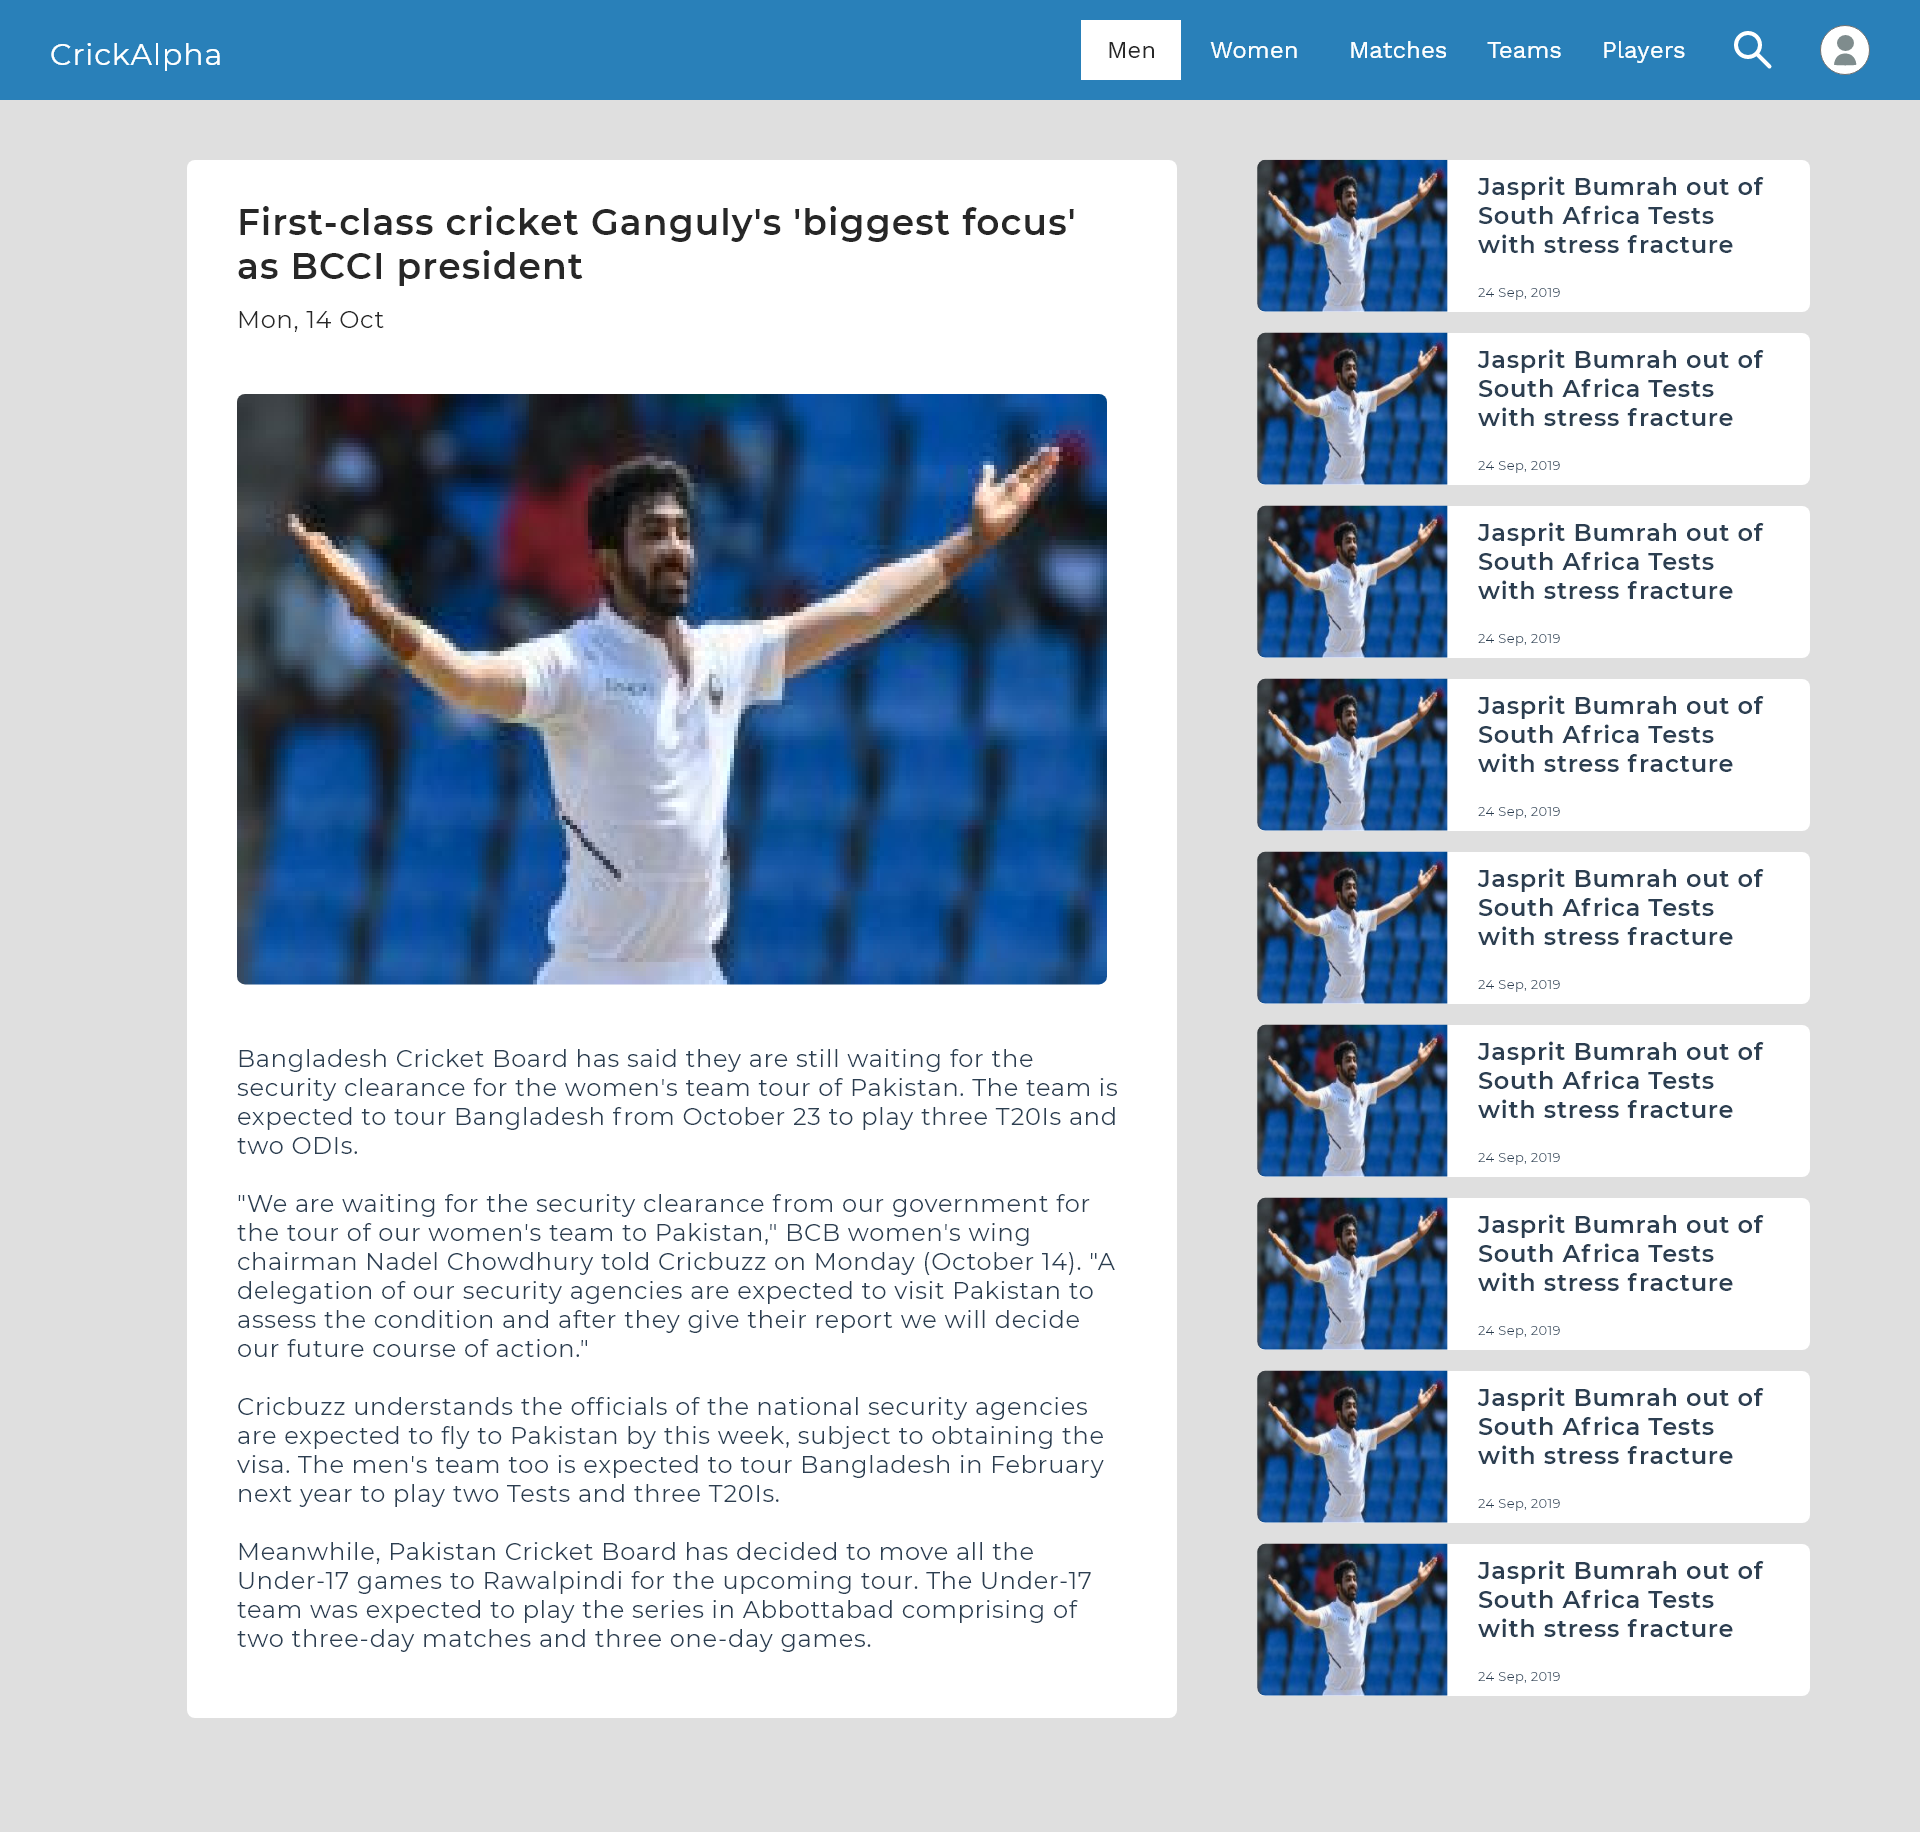 CrickAlpha
Men
Women
Matches
Teams
Players
First-class cricket Ganguly's 'biggest focus'
as BCCI president
Mon, 14 Oct
Bangladesh Cricket Board has said they are still waiting for the
security clearance for the women's team tour of Pakistan. The team is
expected to tour Bangladesh from October 23 to play three T20Is and
two ODIs.
"We are waiting for the security clearance from our government for
the tour of our women's team to Pakistan," BCB women's wing
chairman Nadel Chowdhury told Cricbuzz on Monday (October 14). "A
delegation of our security agencies are expected to visit Pakistan to
assess the condition and after they give their report we will decide
our future course of action."
Cricbuzz understands the officials of the national security agencies
are expected to fly to Pakistan by this week, subject to obtaining the
visa. The men's team too is expected to tour Bangladesh in February
next year to play two Tests and three T20Is.
Meanwhile, Pakistan Cricket Board has decided to move all the
Under-17 games to Rawalpindi for the upcoming tour. The Under-17
team was expected to play the series in Abbottabad comprising of
two three-day matches and three one-day games.
Jasprit Bumrah out of
South Africa Tests
with stress fracture
24 Sep, 2019
Jasprit Bumrah out of
South Africa Tests
with stress fracture
24 Sep, 2019
Jasprit Bumrah out of
South Africa Tests
with stress fracture
24 Sep, 2019
Jasprit Bumrah out of
South Africa Tests
with stress fracture
24 Sep, 2019
Jasprit Bumrah out of
South Africa Tests
with stress fracture
24 Sep, 2019
Jasprit Bumrah out of
South Africa Tests
with stress fracture
24 Sep, 2019
Jasprit Bumrah out of
South Africa Tests
with stress fracture
24 Sep, 2019
Jasprit Bumrah out of
South Africa Tests
with stress fracture
24 Sep, 2019
Jasprit Bumrah out of
South Africa Tests
with stress fracture
24 Sep, 2019